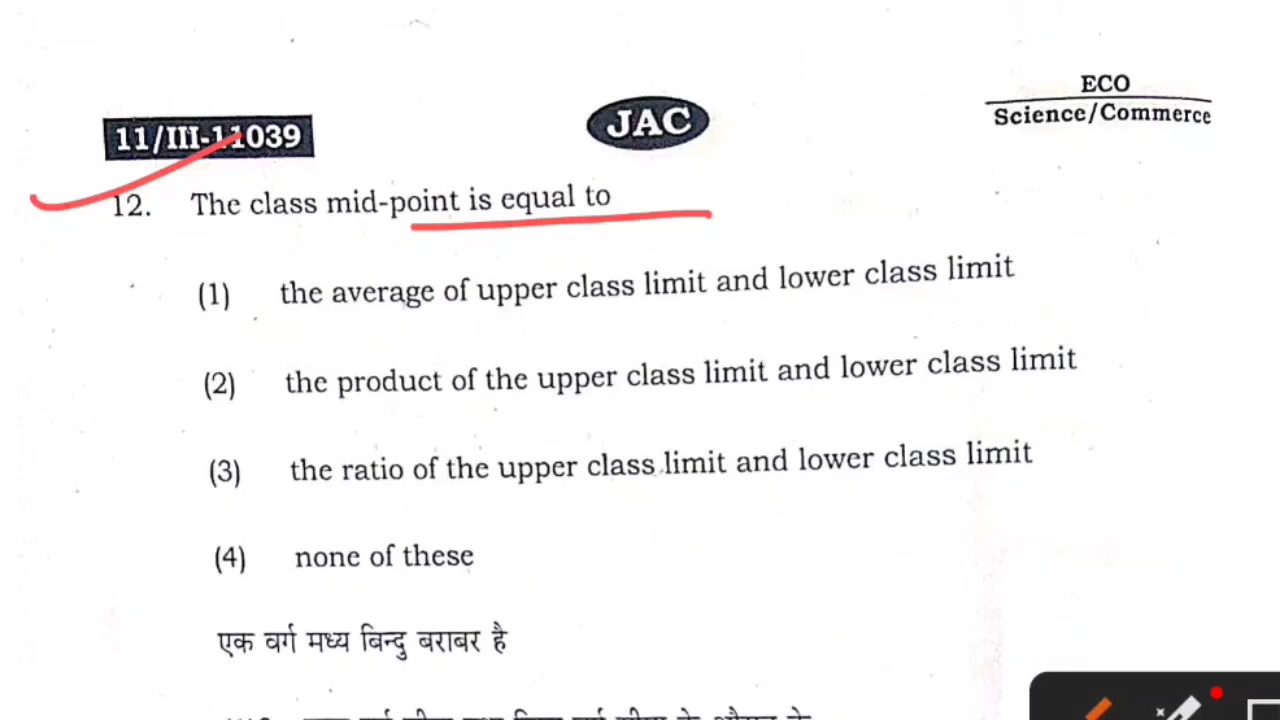 ECO
11/III-11039 JAC Science/Commerce
12. The class mid-point is equal to
(1) the average of upper class limit and lower class limit
(2) the product of the upper class limit and lower class limit
(3) the ratio of the upper class limit and lower class limit
(4) none of these
एक वर्ग मध्य बिन्दु बराबर है